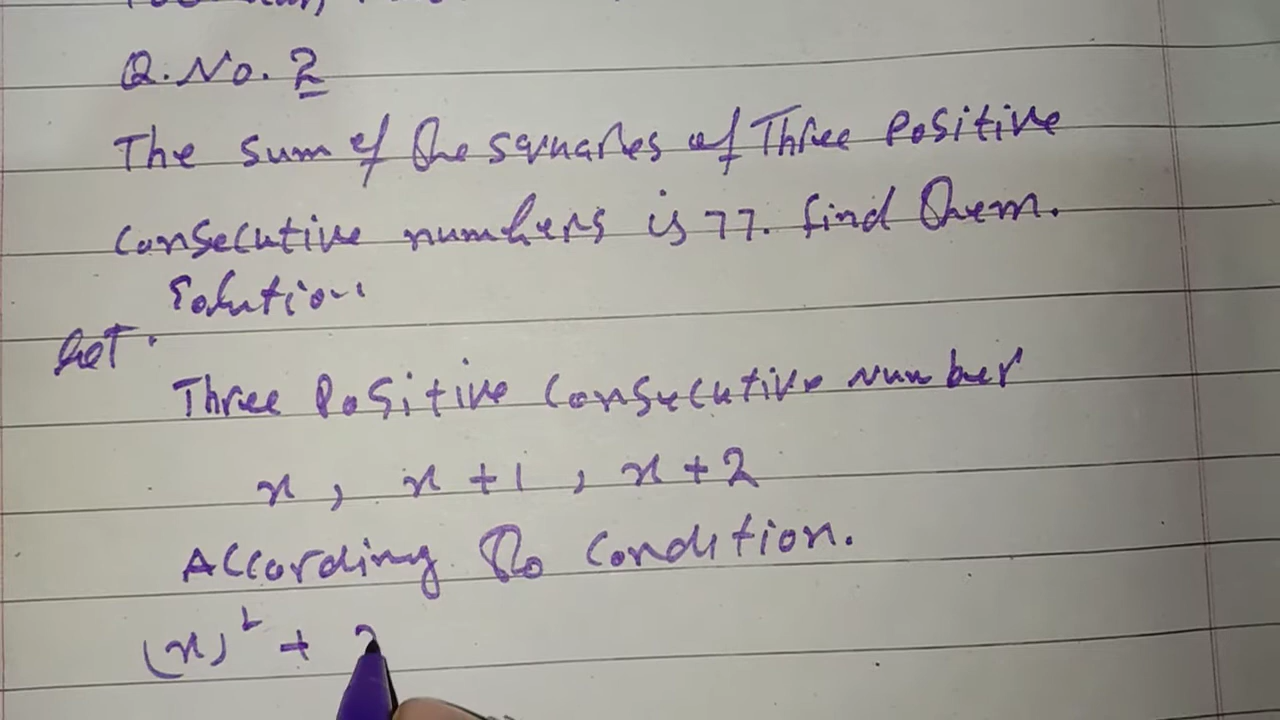 Q. No. 2
The sum of the squares of Three Positive
consecutive numbers is 77. find them.
Solution:
Let.
Three Positive Consecutive Number
x, x+1, x+2
According to condition.
(x)² +